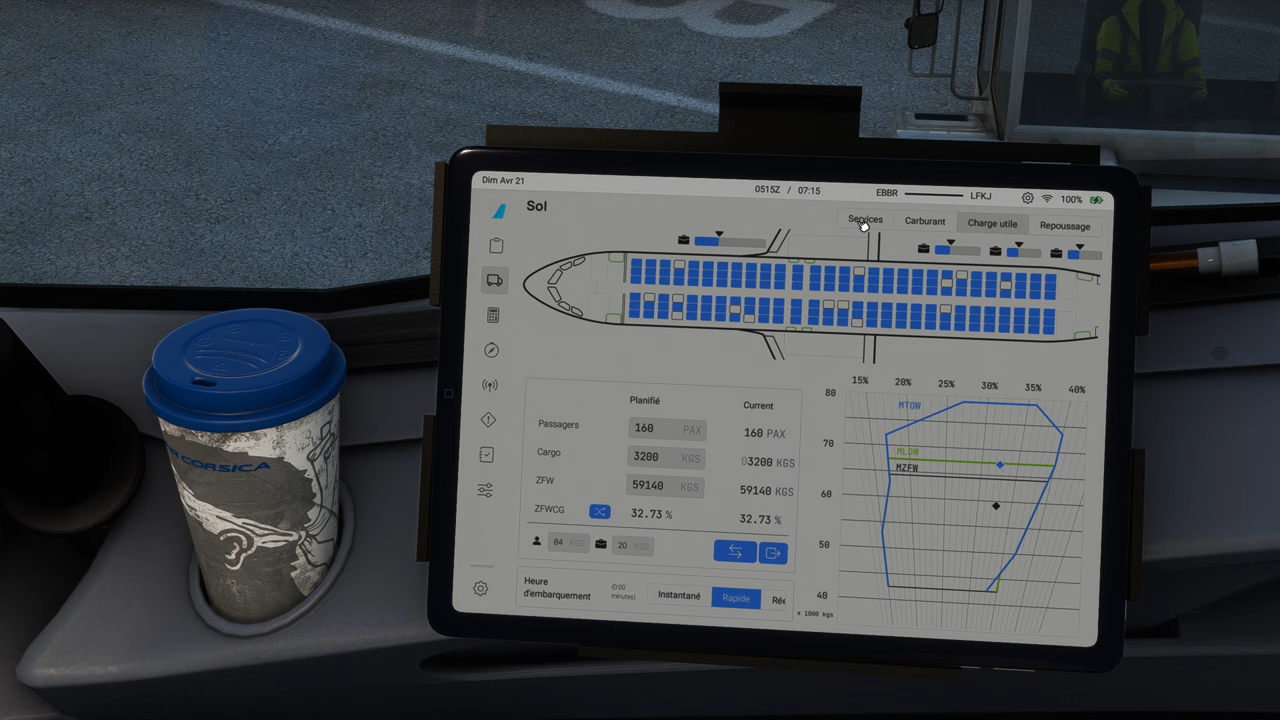 Dim Avr 21
0515Z / 07:15
EBBR
LFKJ
100%
Sol
Services
Carburant
Charge utile
Repoussage
Planifié
Current
Passagers
160 PAX
160 PAX
Cargo
3200 KGS
03200 KGS
ZFW
59140 KGS
59140 KGS
ZFWCG
32.73 %
32.73 %
84 KGS
20 KGS
Heure
d'embarquement
(0:00
minutes)
Instantané
Rapide
Rée
15%
20%
25%
30%
35%
40%
80
70
60
50
40
MTOW
MLDW
MZFW
x 1000 kgs
CORSICA
8